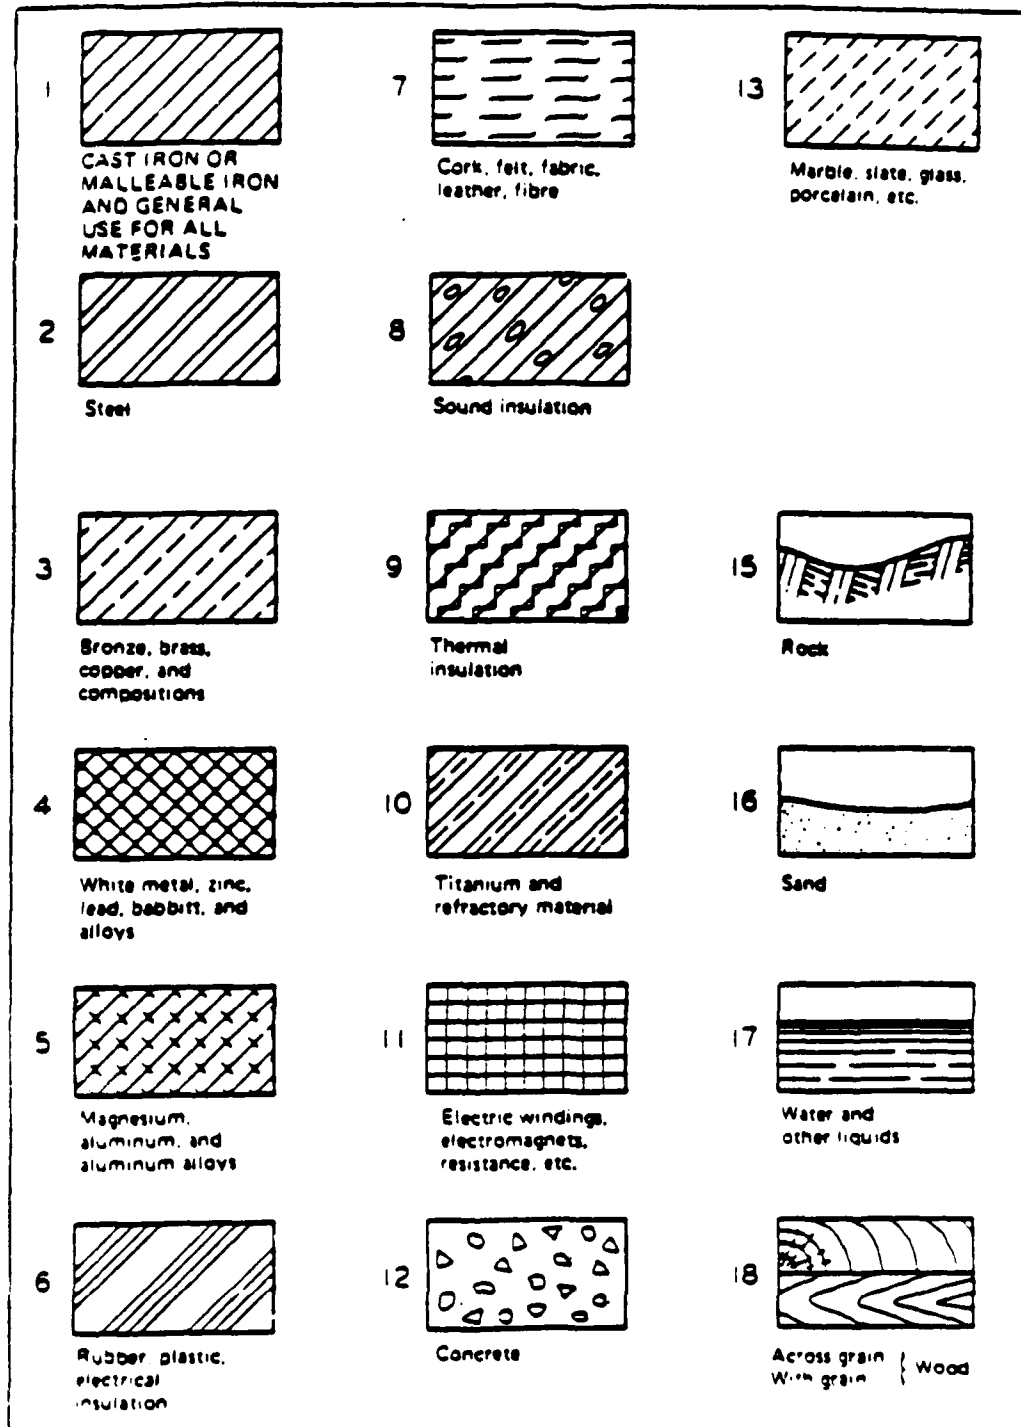 1
CAST IRON OR
MALLEABLE IRON
AND GENERAL
USE FOR ALL
MATERIALS
2
Steel
3
Bronze, brass,
copper, and
compositions
4
White metal, zinc,
lead, babbitt, and
alloys
5
Magnesium,
aluminum, and
aluminum alloys
6
Rubber, plastic,
electrical
insulation
7
Cork, felt, fabric,
leather, fibre
8
Sound insulation
9
Thermal
insulation
10
Titanium and
refractory material
11
Electric windings,
electromagnets,
resistance, etc.
12
Concrete
13
Marble, slate, glass,
porcelain, etc.
15
Rock
16
Sand
17
Water and
other liquids
18
Across grain
With grain } Wood